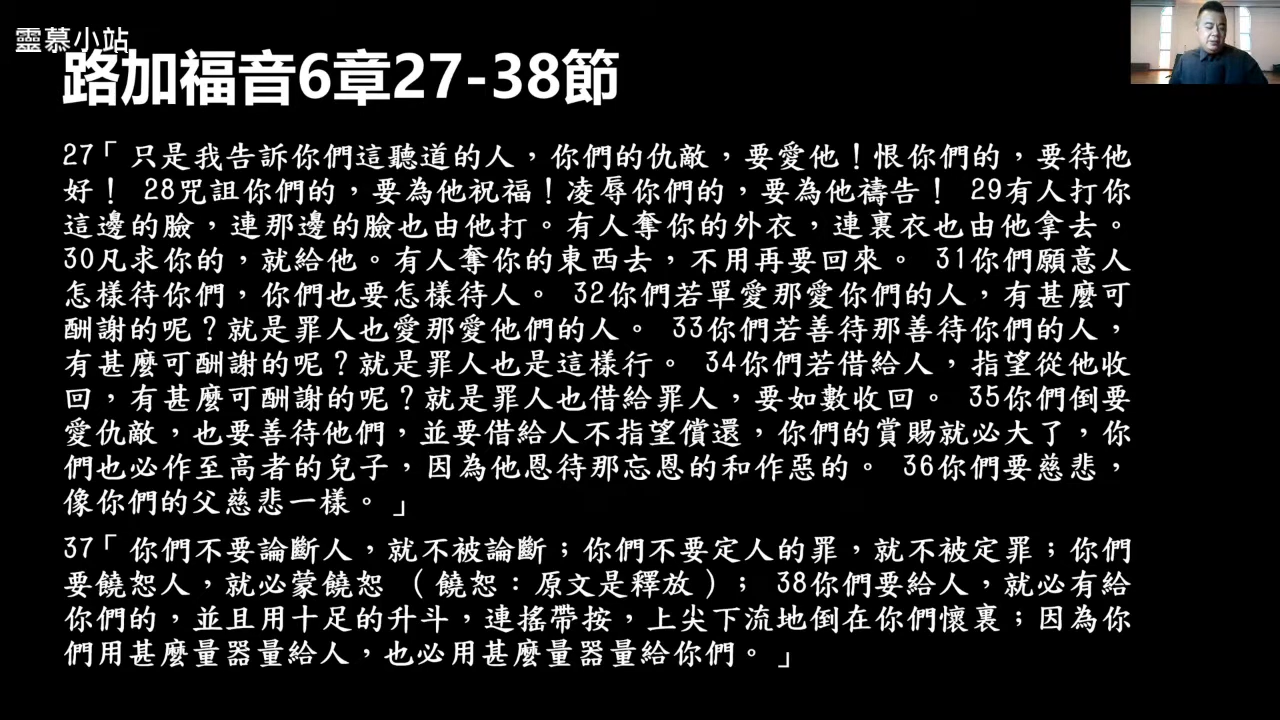 靈慕小站
路加福音6章27-38節
27「 只是我告訴你們這聽道的人，你們的仇敵，要愛他！恨你們的，要待他
好！ 28咒詛你們的，要為他祝福！凌辱你們的，要為他禱告！ 29有人打你
這邊的臉，連那邊的臉也由他打。有人奪你的外衣，連裏衣也由他拿去。
30凡求你的，就給他。有人奪你的東西去，不用再要回來。 31你們願意人
怎樣待你們，你們也要怎樣待人。 32你們若單愛那愛你們的人，有甚麼可
酬謝的呢？就是罪人也愛那愛他們的人。 33你們若善待那善待你們的人，
有甚麼可酬謝的呢？就是罪人也是這樣行。 34你們若借給人，指望從他收
回，有甚麼可酬謝的呢？就是罪人也借給罪人，要如數收回。 35你們倒要
愛仇敵，也要善待他們，並要借給人不指望償還，你們的賞賜就必大了，你
們也必作至高者的兒子，因為他恩待那忘恩的和作惡的。 36你們要慈悲，
像你們的父慈悲一樣。」
37「 你們不要論斷人，就不被論斷；你們不要定人的罪，就不被定罪；你們
要饒恕人，就必蒙饒恕 （饒恕：原文是釋放）； 38你們要給人，就必有給
你們的，並且用十足的升斗，連搖帶按，上尖下流地倒在你們懷裏；因為你
們用甚麼量器量給人，也必用甚麼量器量給你們。」